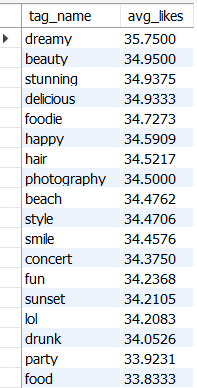 tag_name avg_likes
dreamy 35.7500
beauty 34.9500
stunning 34.9375
delicious 34.9333
foodie 34.7273
happy 34.5909
hair 34.5217
photography 34.5000
beach 34.4762
style 34.4706
smile 34.4576
concert 34.3750
fun 34.2368
sunset 34.2105
lol 34.2083
drunk 34.0526
party 33.9231
food 33.8333